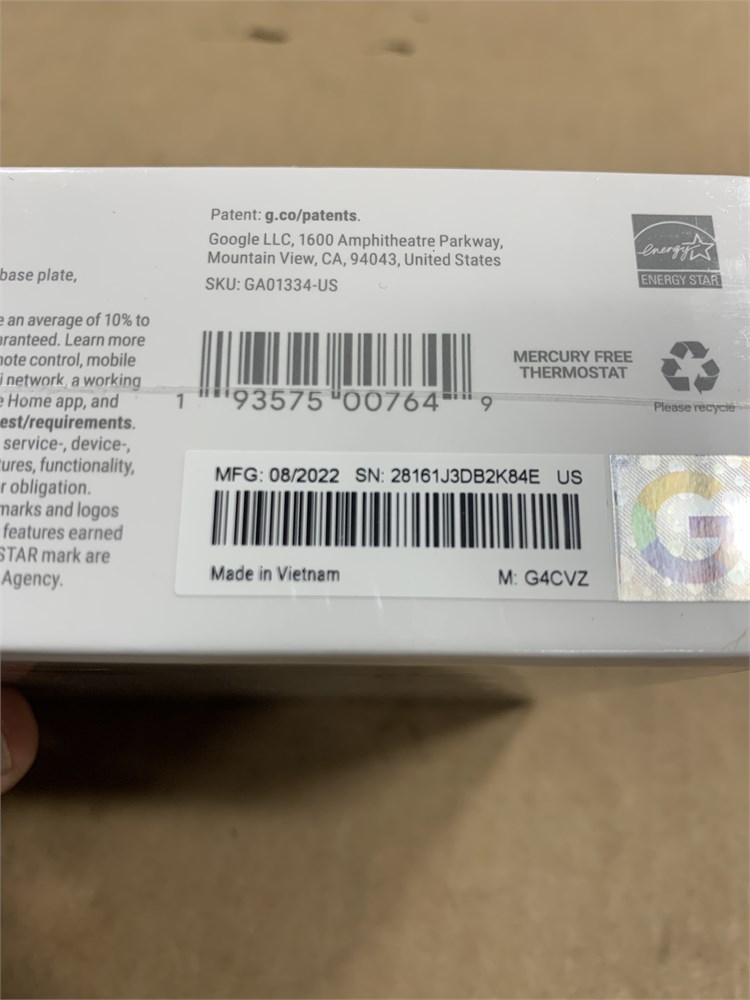 base plate,
e an average of 10% to
aranteed. Learn more
note control, mobile
i network, a working
e Home app, and
est/requirements.
service-, device-,
ures, functionality,
r obligation.
marks and logos
features earned
STAR mark are
Agency.
Patent: g.co/patents.
Google LLC, 1600 Amphitheatre Parkway,
Mountain View, CA, 94043, United States
SKU: GA01334-US
energy
ENERGY STAR
1 93575 00764 9
MERCURY FREE
THERMOSTAT
Please recycle
MFG: 08/2022 SN: 28161J3DB2K84E US
Made in Vietnam M: G4CVZ
G